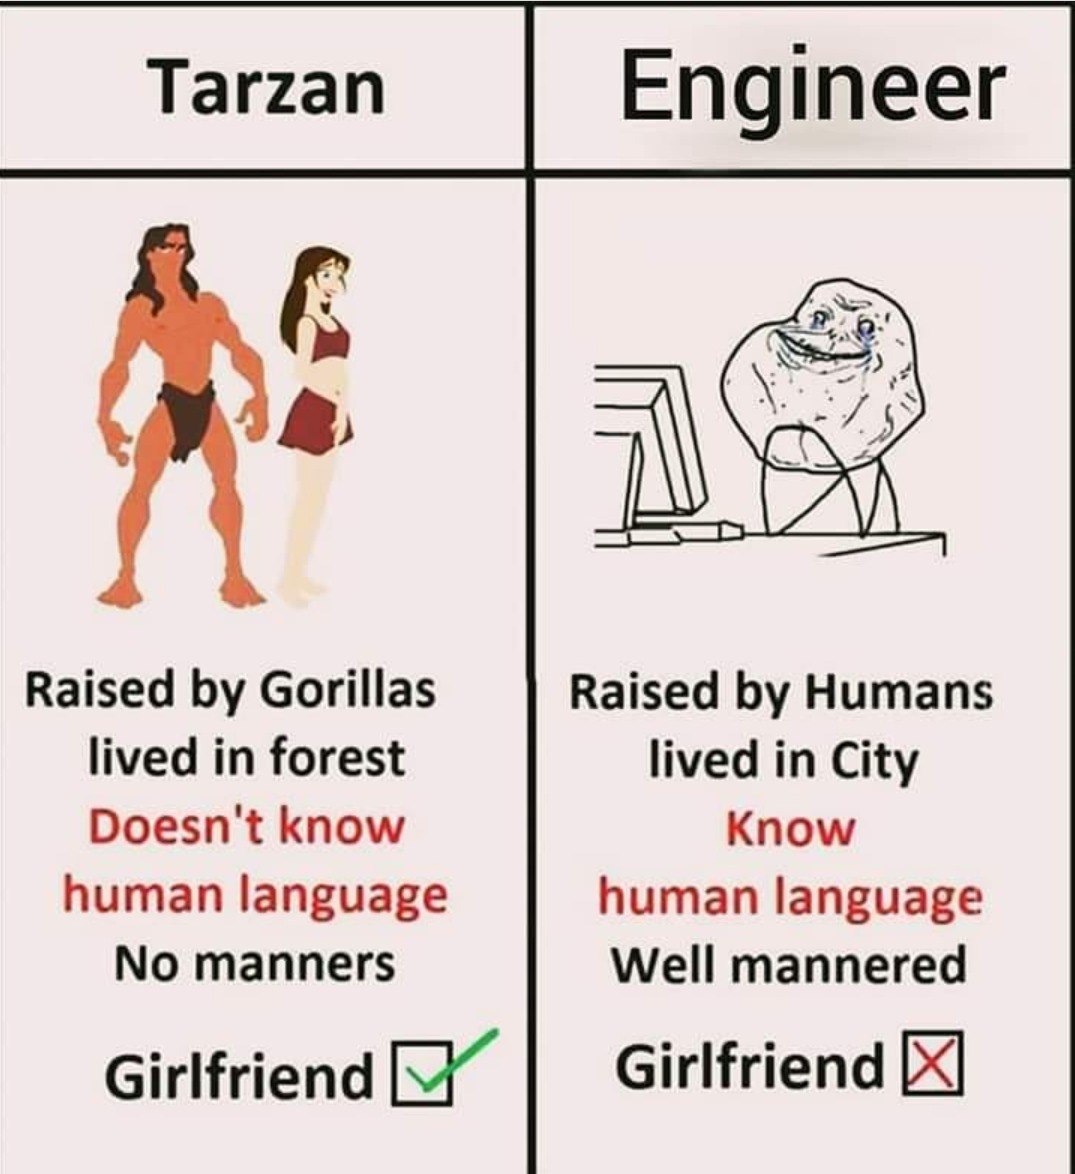 Tarzan
Raised by Gorillas
lived in forest
Doesn't know
human language
No manners
Girlfriend
Engineer
Raised by Humans
lived in City
Know
human language
Well mannered
Girlfriend